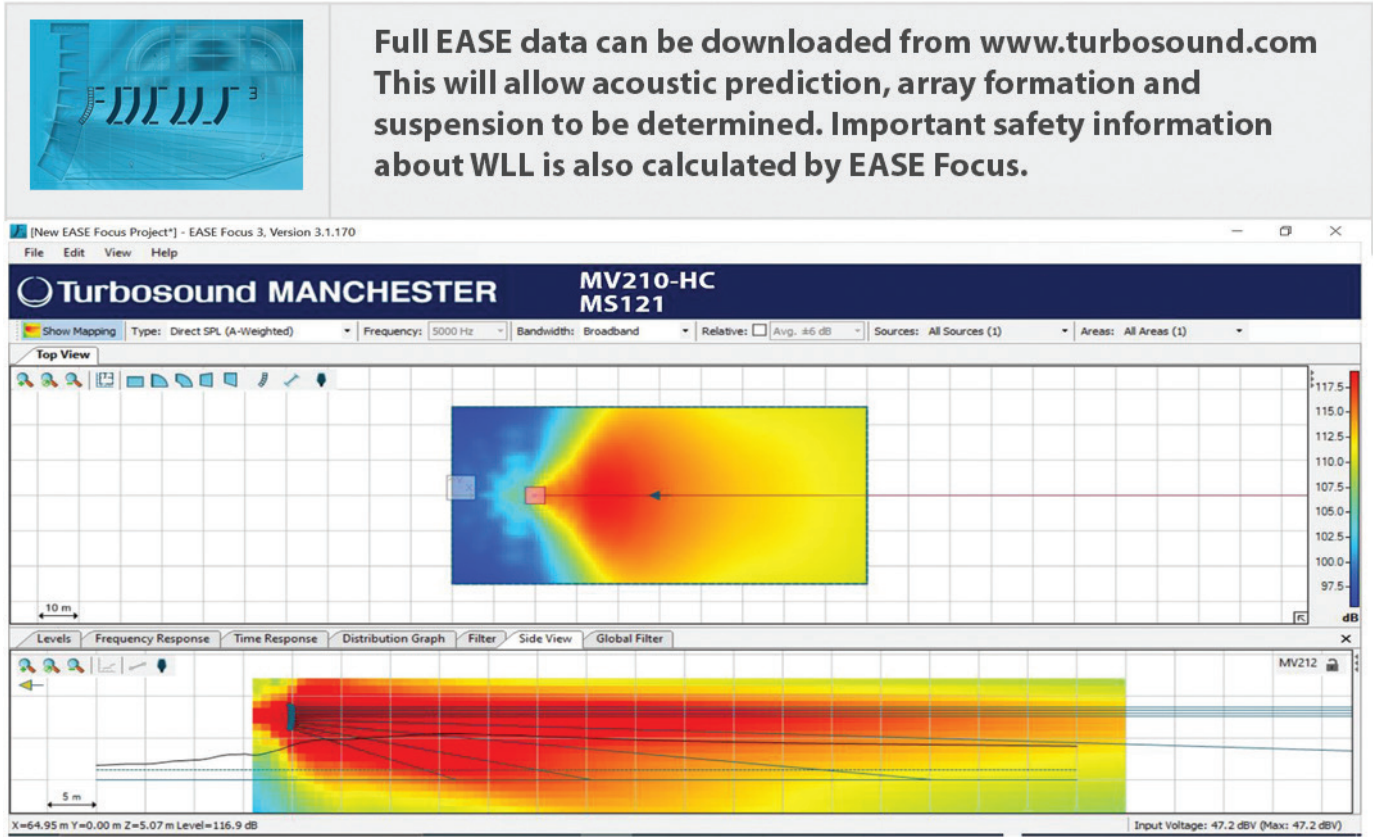 Full EASE data can be downloaded from www.turbosound.com
This will allow acoustic prediction, array formation and
suspension to be determined. Important safety information
about WLL is also calculated by EASE Focus.
[New EASE Focus Project*] - EASE Focus 3, Version 3.1.170
File Edit View Help
Turbosound MANCHESTER
MV210-HC
MS121
Show Mapping Type: Direct SPL (A-Weighted) Frequency: 5000 Hz Bandwidth: Broadband Relative: Avg. ±6 dB Sources: All Sources (1) Areas: All Areas (1)
Top View
117.5
115.0
112.5
110.0
107.5
105.0
102.5
100.0
97.5
dB
10 m
Levels Frequency Response Time Response Distribution Graph Filter Side View Global Filter
MV212
5 m
X=64.95 m Y=0.00 m Z=5.07 m Level=116.9 dB
Input Voltage: 47.2 dBV (Max: 47.2 dBV)